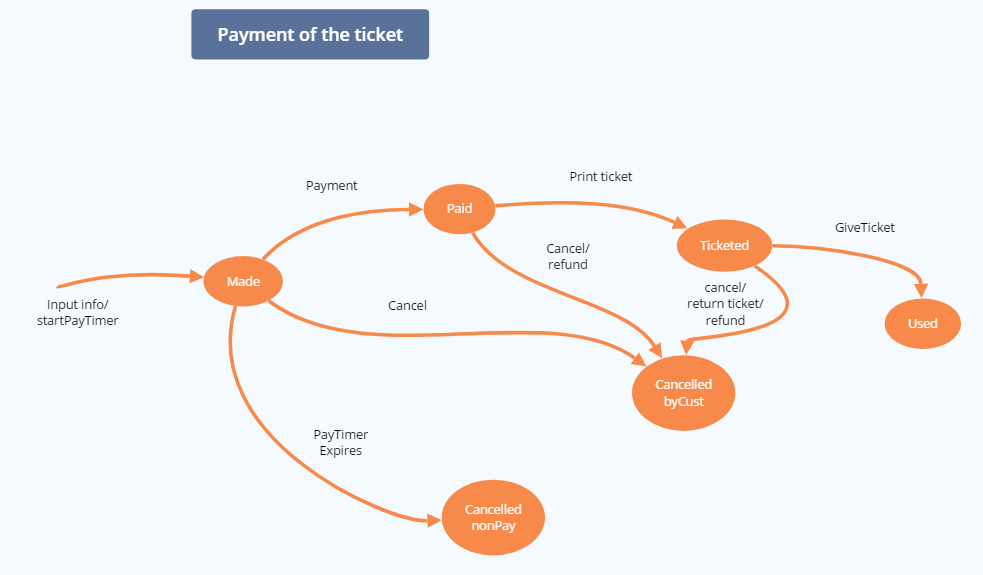 Payment of the ticket
Payment
Print ticket
Paid
GiveTicket
Ticketed
Cancel/
refund
Made
cancel/
return ticket/
refund
Input info/
startPayTimer
Cancel
Used
Cancelled
byCust
PayTimer
Expires
Cancelled
nonPay